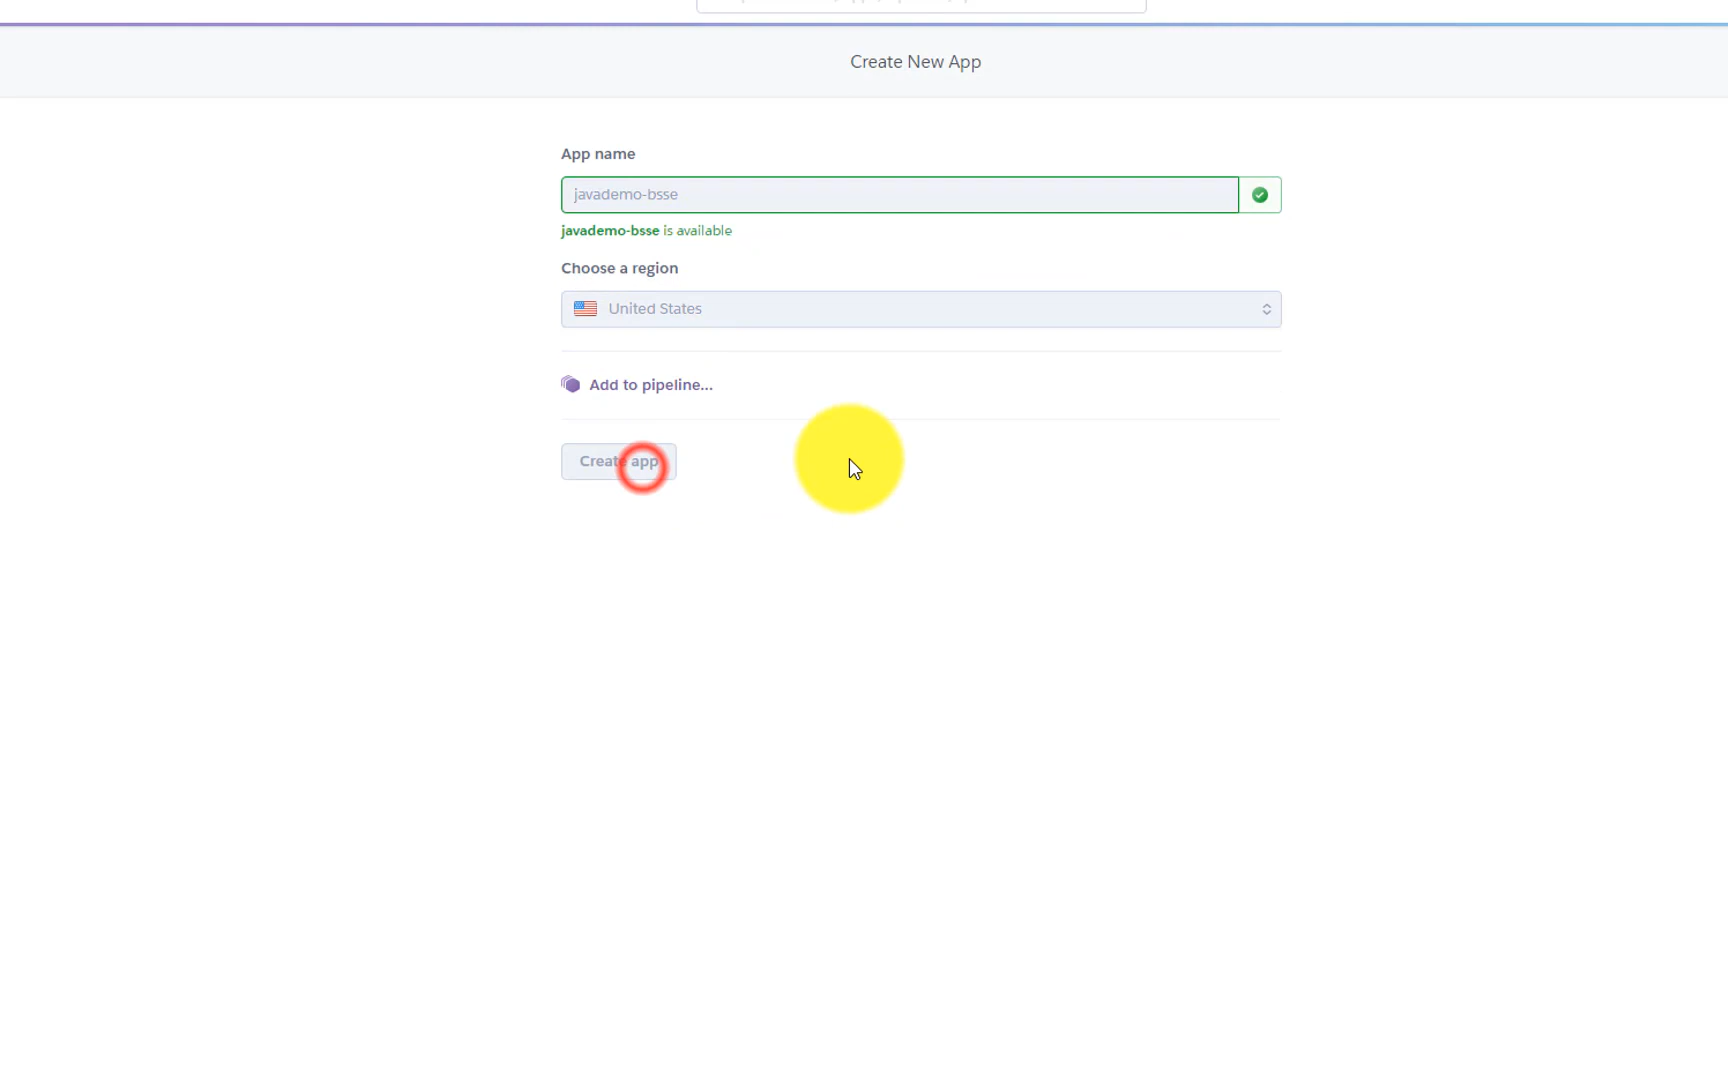 Create New App
App name
javademo-bsse
javademo-bsse is available
Choose a region
United States
Add to pipeline...
Create app